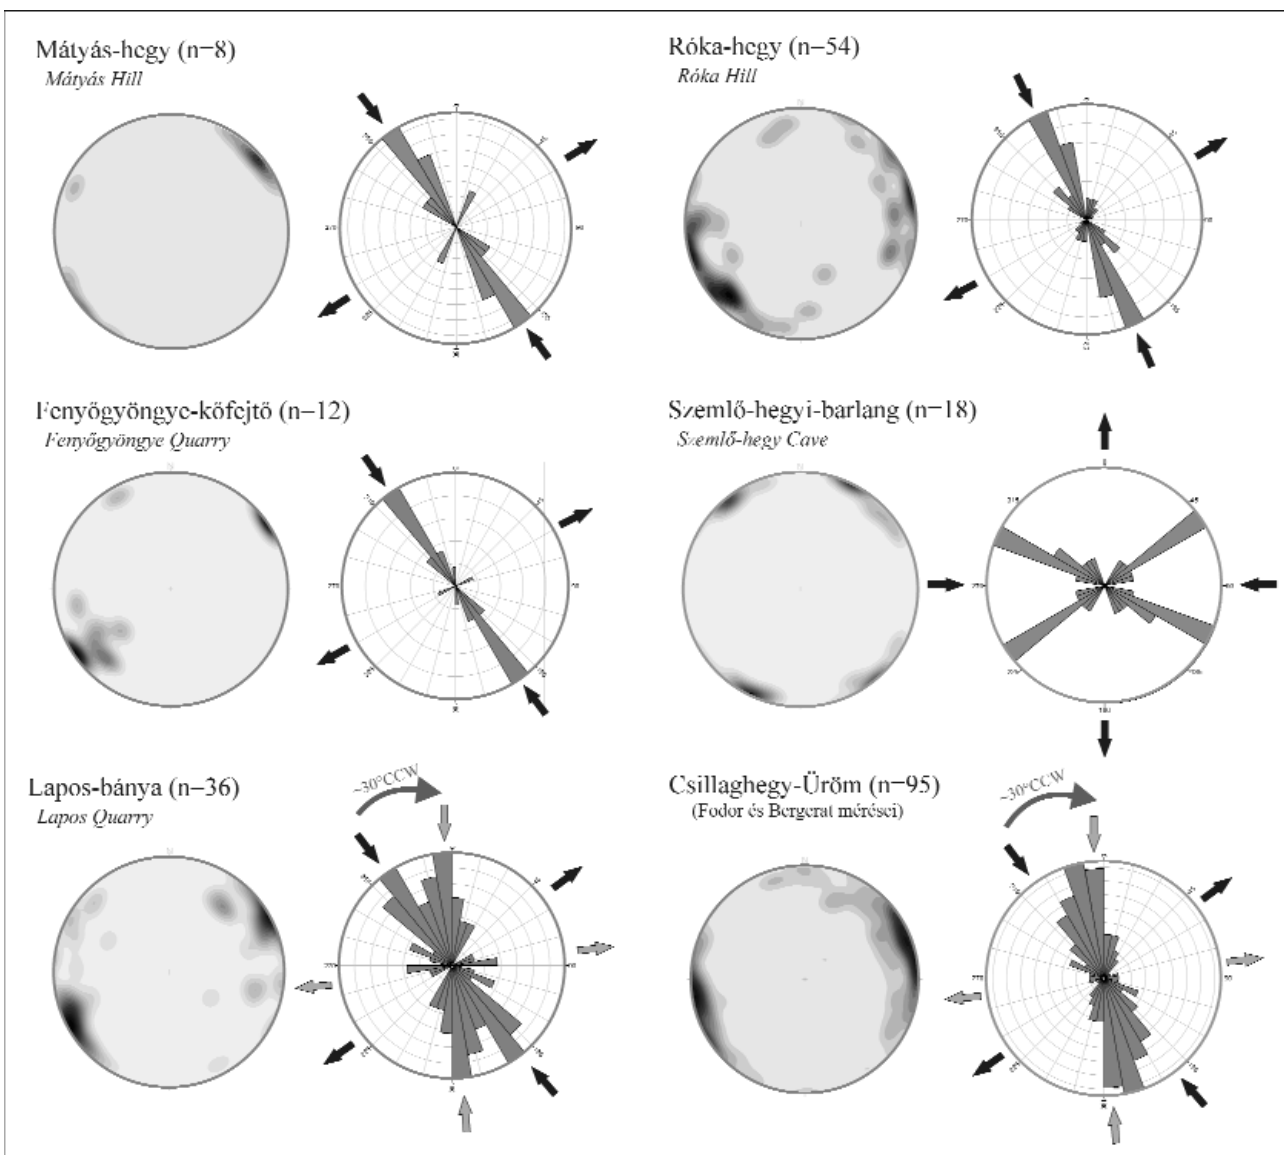 Mátyás-hegy (n=8)
Mátyás Hill
Róka-hegy (n=54)
Róka Hill
Fenyőgyöngye-kőfejtő (n=12)
Fenyőgyöngye Quarry
Szemlő-hegyi-barlang (n=18)
Szemlő-hegy Cave
Lapos-bánya (n=36)
Lapos Quarry
~30°CCW
Csillaghegy-Üröm (n=95)
(Fodor és Bergerat mérései)
~30°CCW